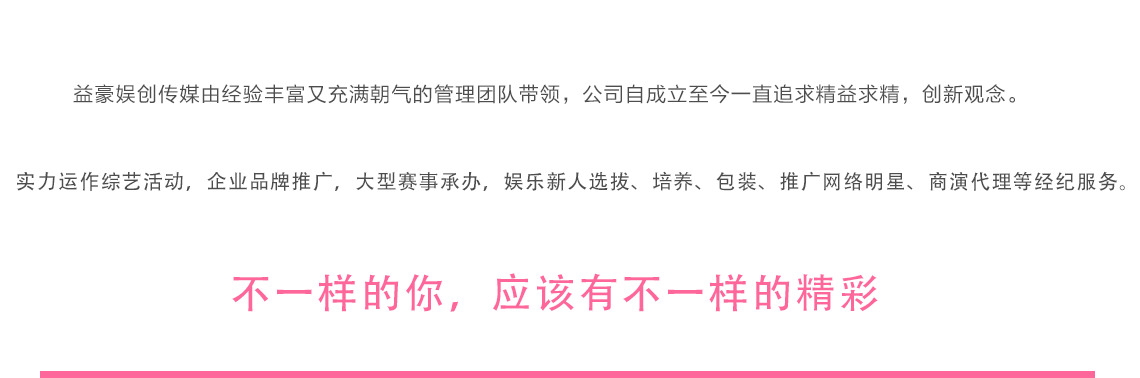 益豪娱创传媒由经验丰富又充满朝气的管理团队带领，公司自成立至今一直追求精益求精，创新观念。
实力运作综艺活动，企业品牌推广，大型赛事承办，娱乐新人选拔、培养、包装、推广网络明星、商演代理等经纪服务。
不一样的你，应该有不一样的精彩